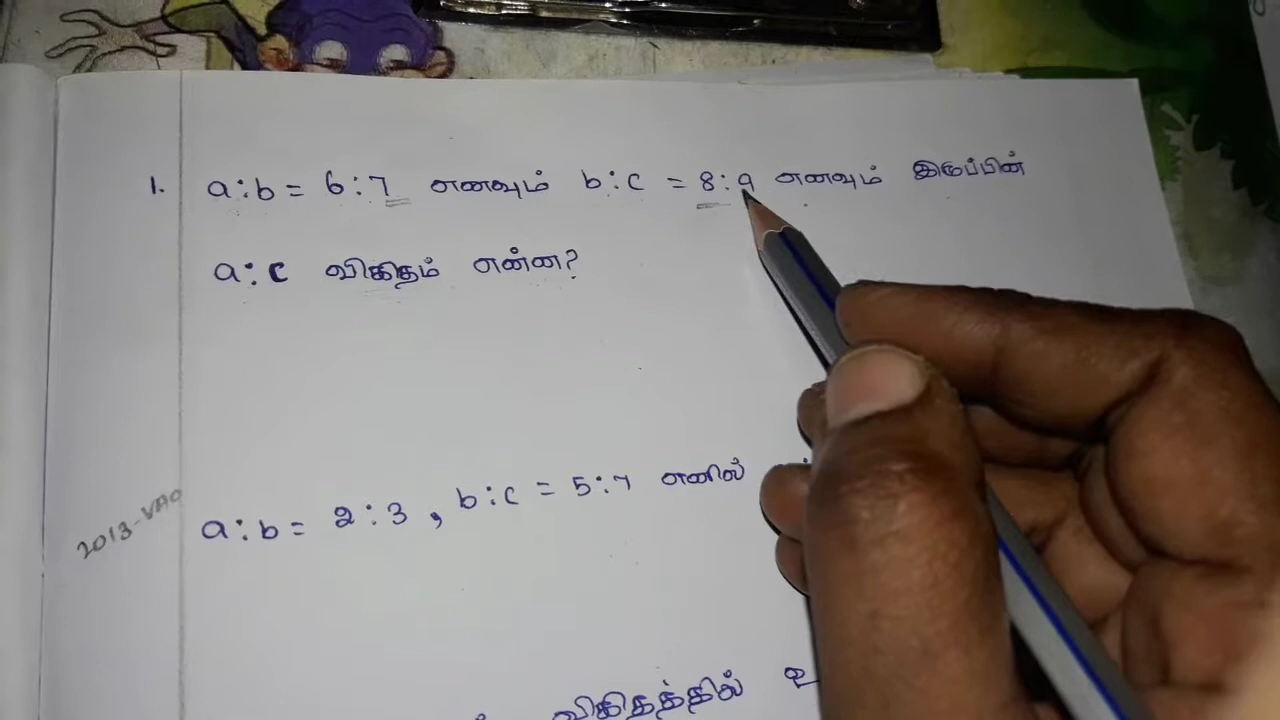 1. a:b = 6:7 எனவும் b:c = 8:9 எனவும் இருப்பின்
a:c விகிதம் என்ன?
2013-VAO
a:b = 2:3 , b:c = 5:7 எனில்
விகிதத்தில்